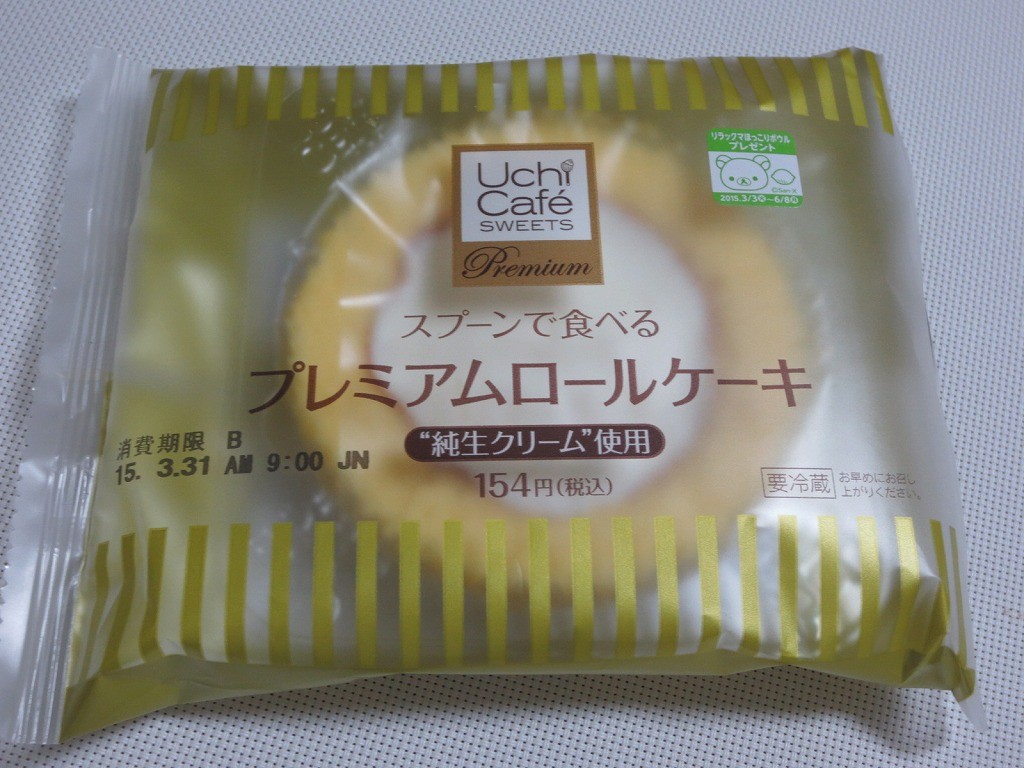 Uchi
Café
SWEETS
Premium
リラックマほっこりボウル
プレゼント
©San-X
2015.3/3㊋～6/8㊊
スプーンで食べる
プレミアムロールケーキ
“純生クリーム”使用
154円(税込)
消費期限 B
15. 3.31 AM 9:00 JN
要冷蔵
お早めにお召し
上がりください。